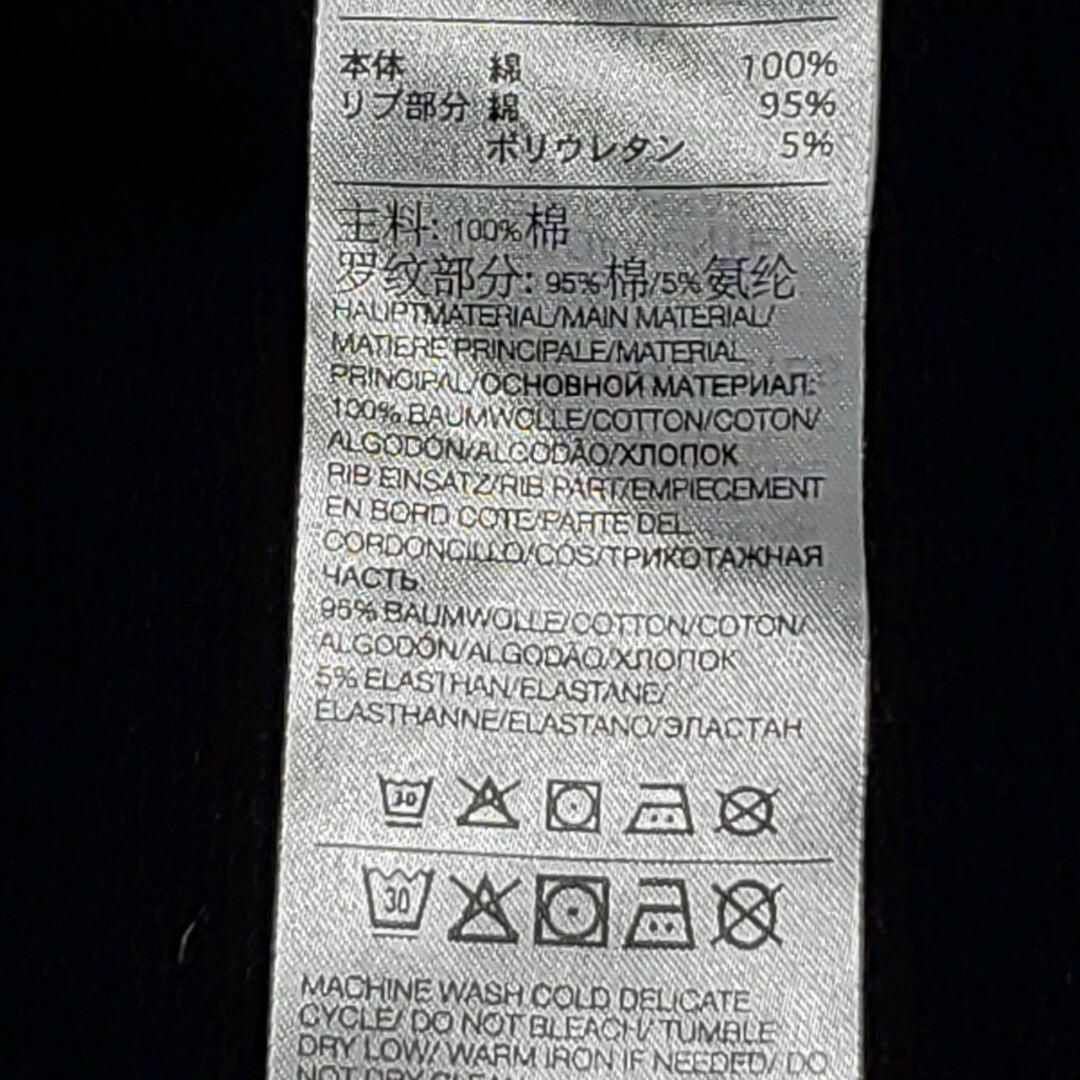 本体 綿 100%
リブ部分 綿 95%
ポリウレタン 5%
主料: 100%棉
罗纹部分: 95%棉/5%氨纶
HAUPTMATERIAL/MAIN MATERIAL/
MATIERE PRINCIPALE/MATERIAL
PRINCIPAL/ОСНОВНОЙ МАТЕРИАЛ:
100% BAUMWOLLE/COTTON/COTON/
ALGODÓN/ALGODÃO/ХЛОПОК
RIB EINSATZ/RIB PART/EMPIECEMENT
EN BORD COTE/PARTE DEL
CORDONCILLO/CÓS/ТРИКОТАЖНАЯ
ЧАСТЬ
95% BAUMWOLLE/COTTON/COTON/
ALGODÓN/ALGODÃO/ХЛОПОК
5% ELASTHAN/ELASTANE/
ELASTHANNE/ELASTANO/ЭЛАСТАН
30
30
MACHINE WASH COLD DELICATE
CYCLE/ DO NOT BLEACH/ TUMBLE
DRY LOW/ WARM IRON IF NEEDED/ DO
NOT DRY CLEAN